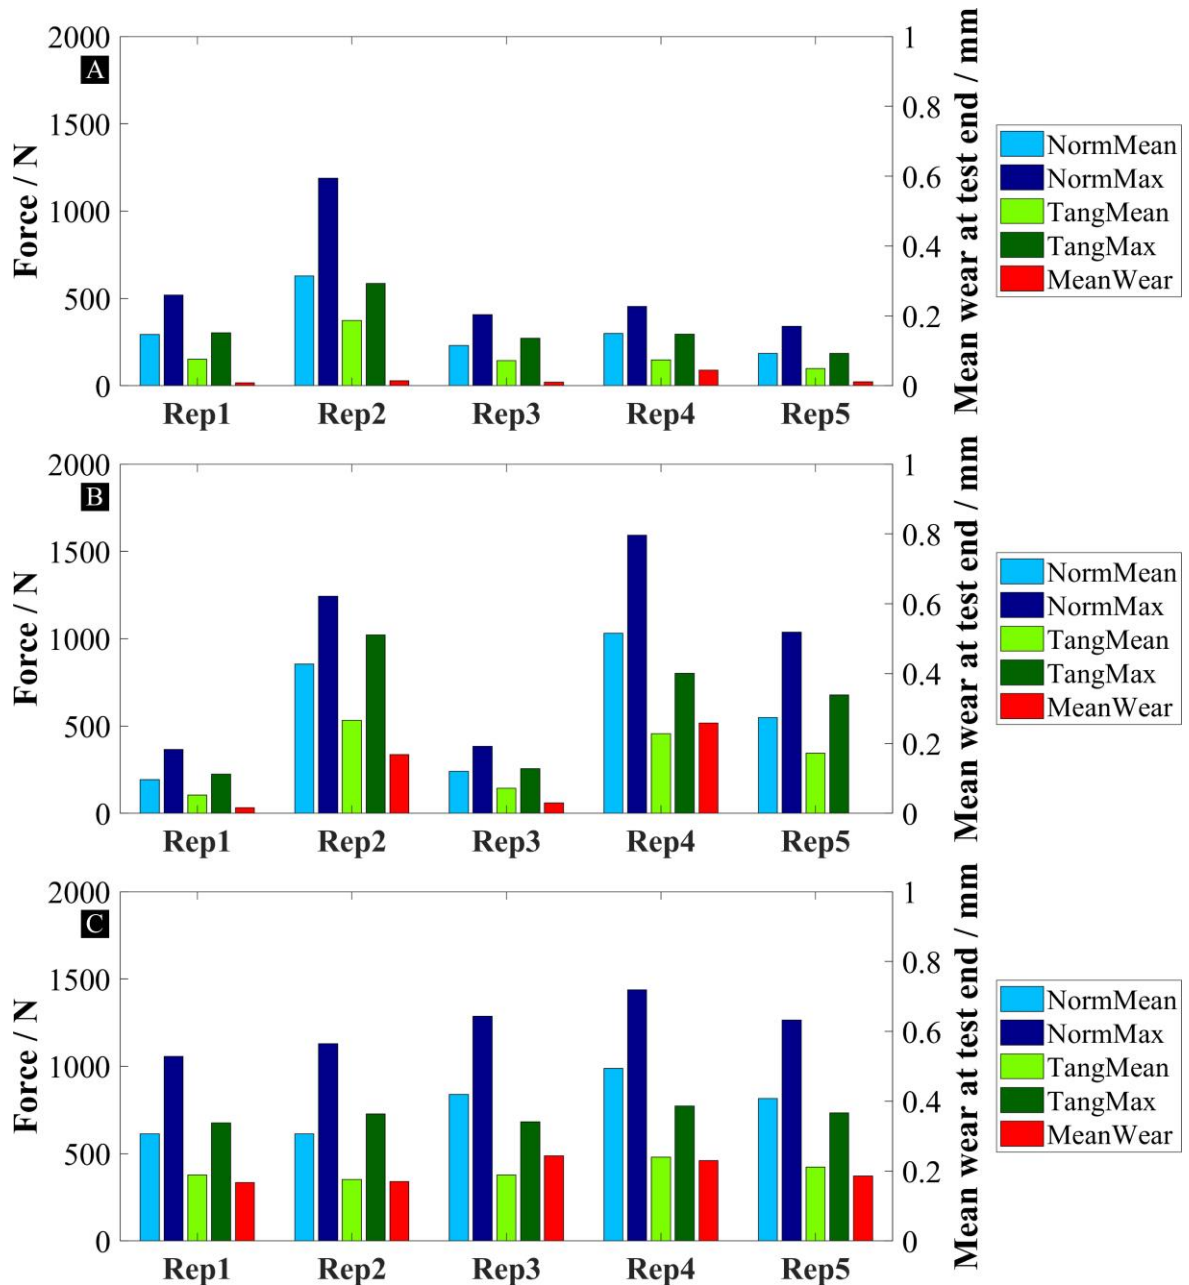 A
2000
1500
1000
500
0
Force / N
Rep1 Rep2 Rep3 Rep4 Rep5
1
0.8
0.6
0.4
0.2
0
Mean wear at test end / mm
NormMean
NormMax
TangMean
TangMax
MeanWear
B
2000
1500
1000
500
0
Force / N
Rep1 Rep2 Rep3 Rep4 Rep5
1
0.8
0.6
0.4
0.2
0
Mean wear at test end / mm
NormMean
NormMax
TangMean
TangMax
MeanWear
C
2000
1500
1000
500
0
Force / N
Rep1 Rep2 Rep3 Rep4 Rep5
1
0.8
0.6
0.4
0.2
0
Mean wear at test end / mm
NormMean
NormMax
TangMean
TangMax
MeanWear